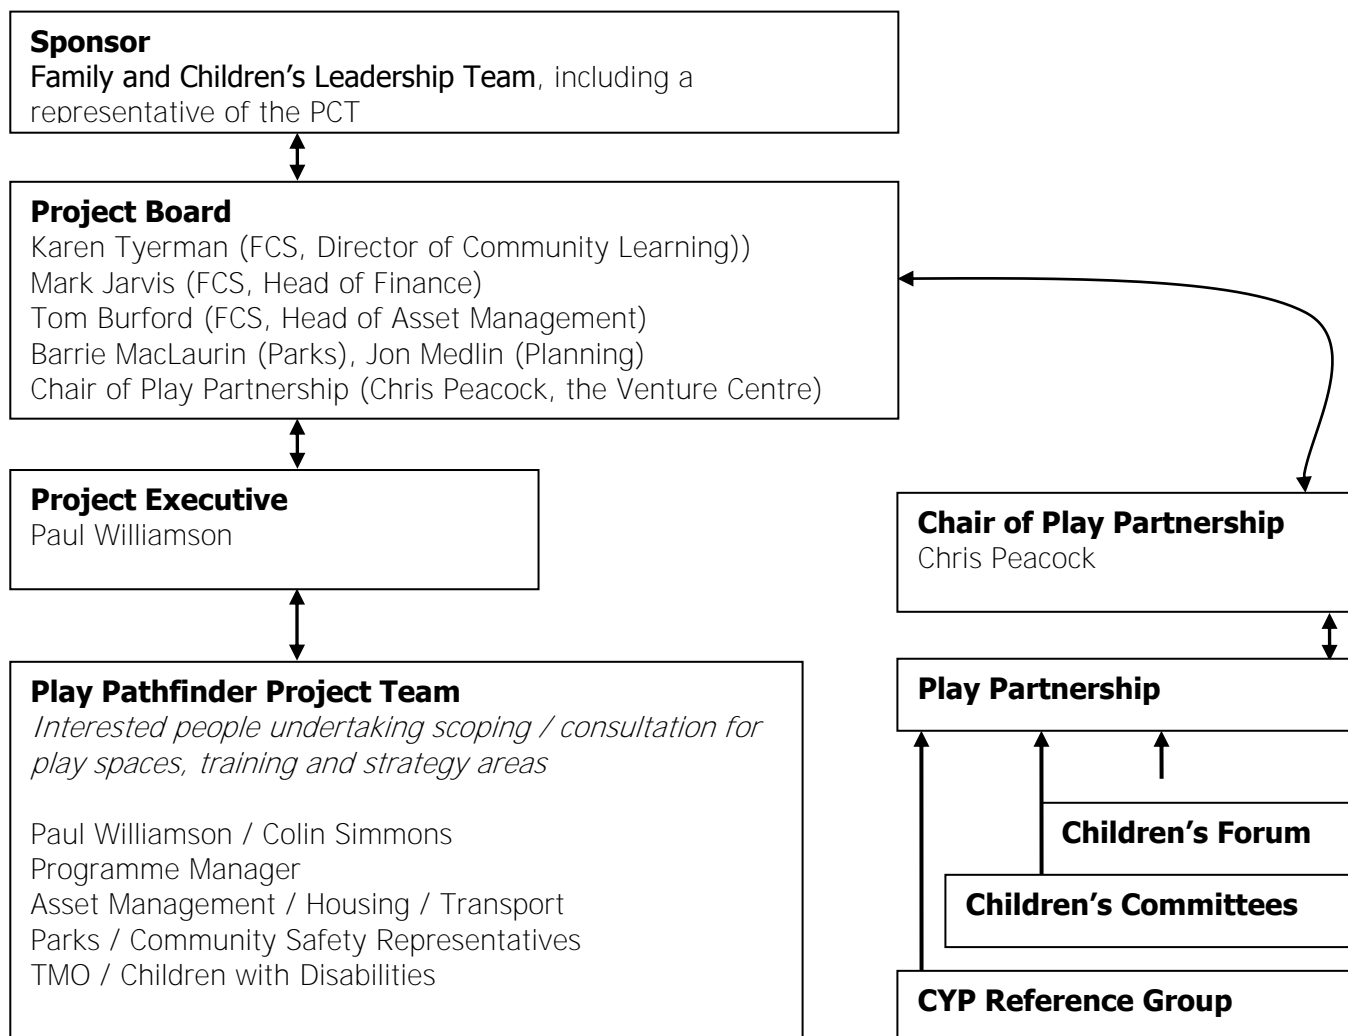 Sponsor
Family and Children’s Leadership Team, including a
representative of the PCT
Project Board
Karen Tyerman (FCS, Director of Community Learning))
Mark Jarvis (FCS, Head of Finance)
Tom Burford (FCS, Head of Asset Management)
Barrie MacLaurin (Parks), Jon Medlin (Planning)
Chair of Play Partnership (Chris Peacock, the Venture Centre)
Project Executive
Paul Williamson
Chair of Play Partnership
Chris Peacock
Play Pathfinder Project Team
Interested people undertaking scoping / consultation for
play spaces, training and strategy areas
Paul Williamson / Colin Simmons
Programme Manager
Asset Management / Housing / Transport
Parks / Community Safety Representatives
TMO / Children with Disabilities
Play Partnership
Children’s Forum
Children’s Committees
CYP Reference Group